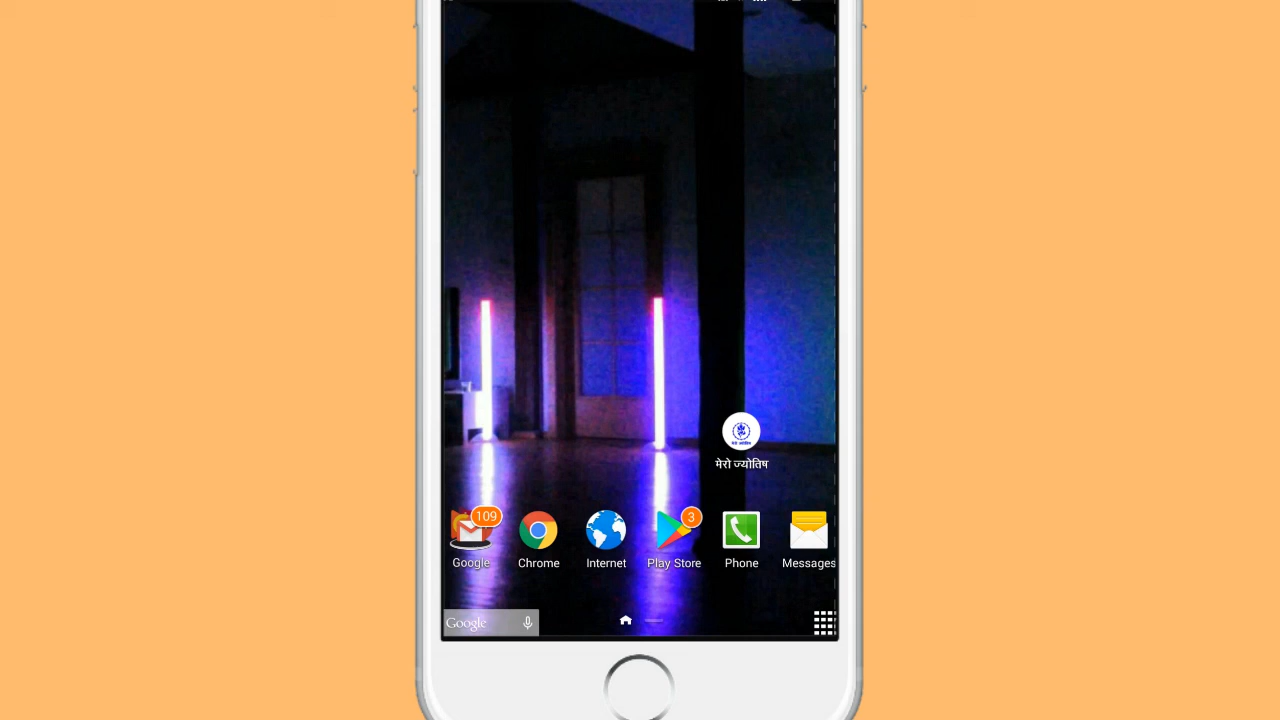 मेरो ज्योतिष
109
3
Google
Chrome
Internet
Play Store
Phone
Messages
Google